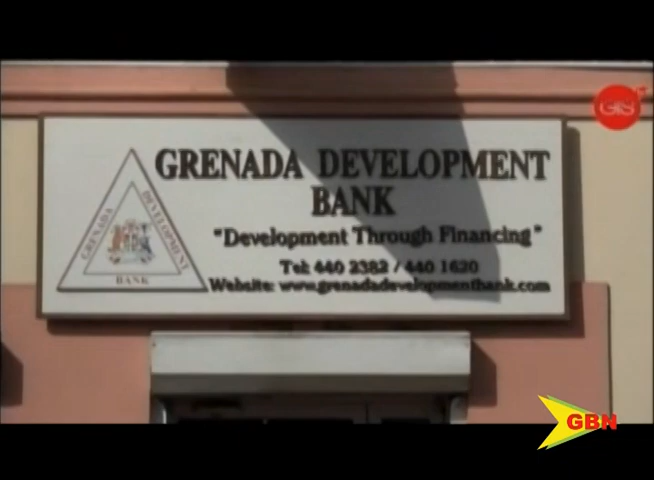 GIS
GRENADA DEVELOPMENT
BANK
"Development Through Financing"
Tel: 440 2382 / 440 1620
Website: www.grenadadevelopmentbank.com
GRENADA DEVELOPMENT
BANK
GBN